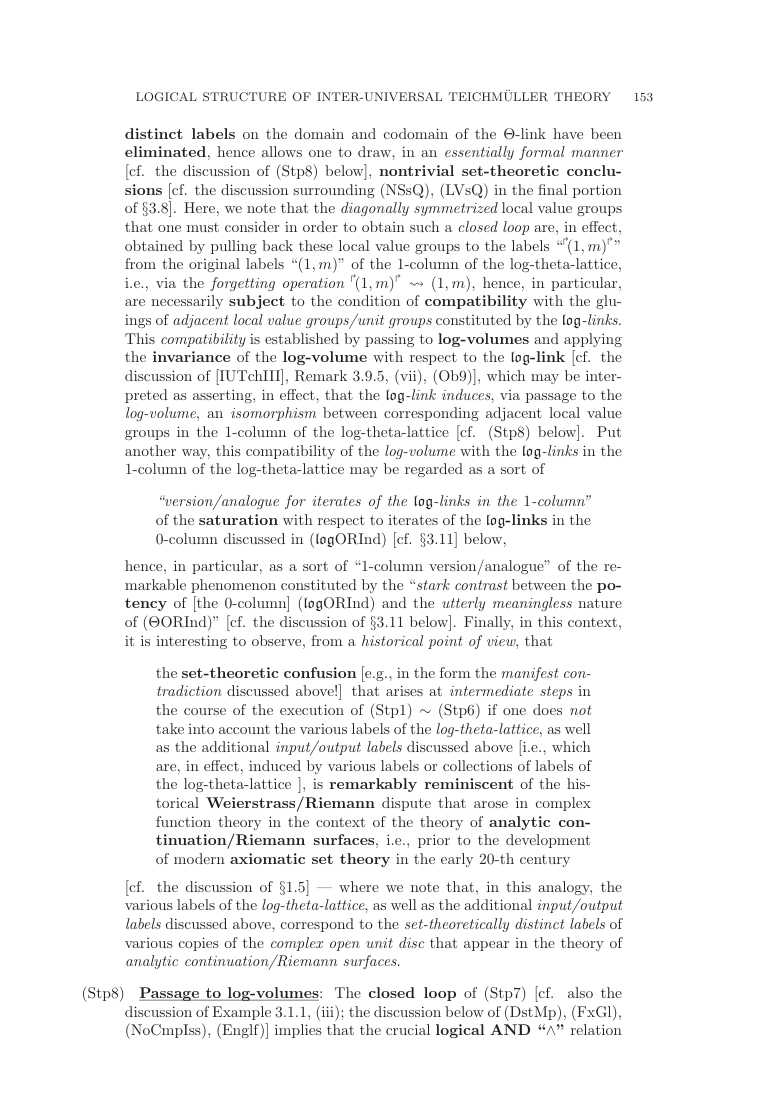 LOGICAL STRUCTURE OF INTER-UNIVERSAL TEICHMÜLLER THEORY 153
distinct labels on the domain and codomain of the Θ-link have been
eliminated, hence allows one to draw, in an essentially formal manner
[cf. the discussion of (Stp8) below], nontrivial set-theoretic conclu-
sions [cf. the discussion surrounding (NSsQ), (LVsQ) in the final portion
of §3.8]. Here, we note that the diagonally symmetrized local value groups
that one must consider in order to obtain such a closed loop are, in effect,
obtained by pulling back these local value groups to the labels “↱(1, m)↱”
from the original labels “(1, m)” of the 1-column of the log-theta-lattice,
i.e., via the forgetting operation ↱(1, m)↱ ⇝ (1, m), hence, in particular,
are necessarily subject to the condition of compatibility with the glu-
ings of adjacent local value groups/unit groups constituted by the 𝔩𝔬𝔤-links.
This compatibility is established by passing to log-volumes and applying
the invariance of the log-volume with respect to the 𝔩𝔬𝔤-link [cf. the
discussion of [IUTchIII], Remark 3.9.5, (vii), (Ob9)], which may be inter-
preted as asserting, in effect, that the 𝔩𝔬𝔤-link induces, via passage to the
log-volume, an isomorphism between corresponding adjacent local value
groups in the 1-column of the log-theta-lattice [cf. (Stp8) below]. Put
another way, this compatibility of the log-volume with the 𝔩𝔬𝔤-links in the
1-column of the log-theta-lattice may be regarded as a sort of
“version/analogue for iterates of the 𝔩𝔬𝔤-links in the 1-column”
of the saturation with respect to iterates of the 𝔩𝔬𝔤-links in the
0-column discussed in (𝔩𝔬𝔤ORInd) [cf. §3.11] below,
hence, in particular, as a sort of “1-column version/analogue” of the re-
markable phenomenon constituted by the “stark contrast between the po-
tency of [the 0-column] (𝔩𝔬𝔤ORInd) and the utterly meaningless nature
of (ΘORInd)” [cf. the discussion of §3.11 below]. Finally, in this context,
it is interesting to observe, from a historical point of view, that
the set-theoretic confusion [e.g., in the form the manifest con-
tradiction discussed above!] that arises at intermediate steps in
the course of the execution of (Stp1) ∼ (Stp6) if one does not
take into account the various labels of the log-theta-lattice, as well
as the additional input/output labels discussed above [i.e., which
are, in effect, induced by various labels or collections of labels of
the log-theta-lattice ], is remarkably reminiscent of the his-
torical Weierstrass/Riemann dispute that arose in complex
function theory in the context of the theory of analytic con-
tinuation/Riemann surfaces, i.e., prior to the development
of modern axiomatic set theory in the early 20-th century
[cf. the discussion of §1.5] — where we note that, in this analogy, the
various labels of the log-theta-lattice, as well as the additional input/output
labels discussed above, correspond to the set-theoretically distinct labels of
various copies of the complex open unit disc that appear in the theory of
analytic continuation/Riemann surfaces.
(Stp8) Passage to log-volumes: The closed loop of (Stp7) [cf. also the
discussion of Example 3.1.1, (iii); the discussion below of (DstMp), (FxGl),
(NoCmpIss), (Englf)] implies that the crucial logical AND “∧” relation